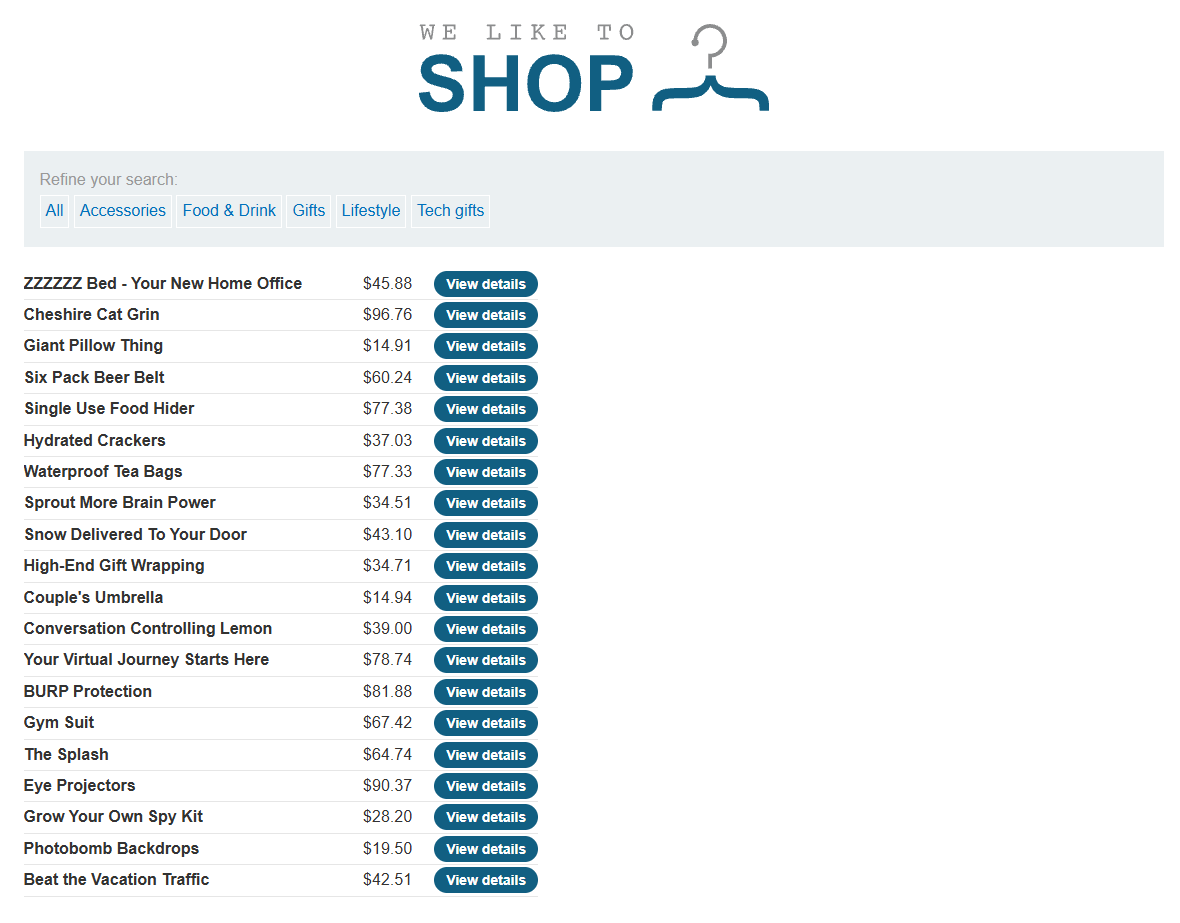 WE LIKE TO
SHOP
Refine your search:
All Accessories Food & Drink Gifts Lifestyle Tech gifts
ZZZZZZ Bed - Your New Home Office $45.88 View details
Cheshire Cat Grin $96.76 View details
Giant Pillow Thing $14.91 View details
Six Pack Beer Belt $60.24 View details
Single Use Food Hider $77.38 View details
Hydrated Crackers $37.03 View details
Waterproof Tea Bags $77.33 View details
Sprout More Brain Power $34.51 View details
Snow Delivered To Your Door $43.10 View details
High-End Gift Wrapping $34.71 View details
Couple's Umbrella $14.94 View details
Conversation Controlling Lemon $39.00 View details
Your Virtual Journey Starts Here $78.74 View details
BURP Protection $81.88 View details
Gym Suit $67.42 View details
The Splash $64.74 View details
Eye Projectors $90.37 View details
Grow Your Own Spy Kit $28.20 View details
Photobomb Backdrops $19.50 View details
Beat the Vacation Traffic $42.51 View details